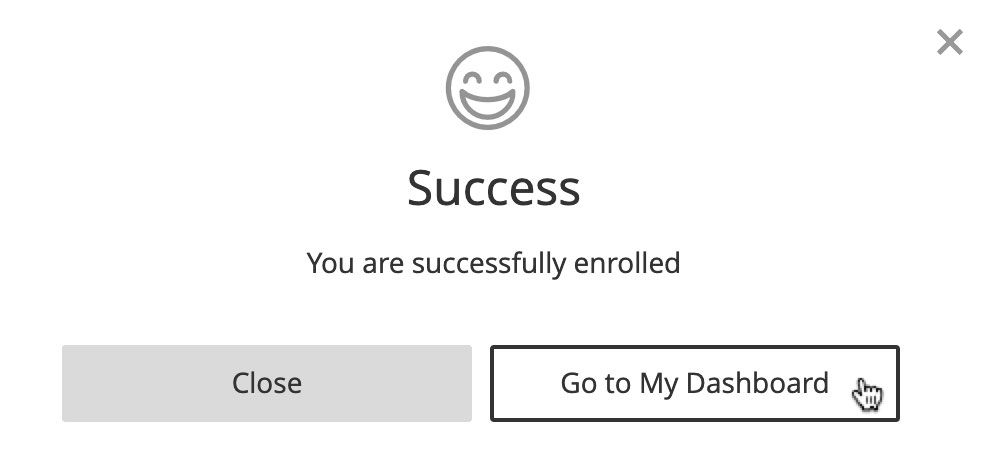 Success
You are successfully enrolled
Close
Go to My Dashboard